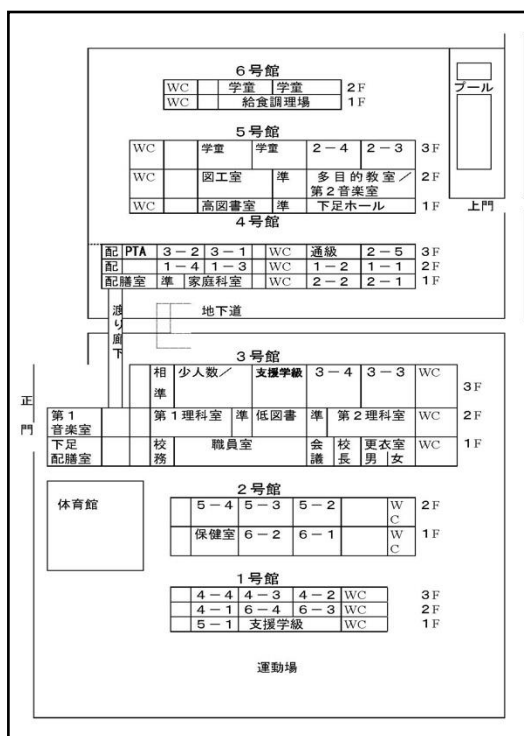 6号館
プール
WC 学童 学童 2F
WC 給食調理場 1F
5号館
WC 学童 学童 2-4 2-3 3F
WC 図工室 準 多目的教室/第2音楽室 2F
WC 高図書室 準 下足ホール 1F
上門
4号館
配 PTA 3-2 3-1 WC 通級 2-5 3F
配 1-4 1-3 WC 1-2 1-1 2F
配膳室 準 家庭科室 WC 2-2 2-1 1F
渡り廊下
地下道
3号館
正門
相準 少人数/ 支援学級 3-4 3-3 WC 3F
第1音楽室 第1理科室 準 低図書 準 第2理科室 WC 2F
下足配膳室 校務 職員室 会議 校長 更衣室男女 WC 1F
体育館
2号館
5-4 5-3 5-2 WC 2F
保健室 6-2 6-1 WC 1F
1号館
4-4 4-3 4-2 WC 3F
4-1 6-4 6-3 WC 2F
5-1 支援学級 WC 1F
運動場